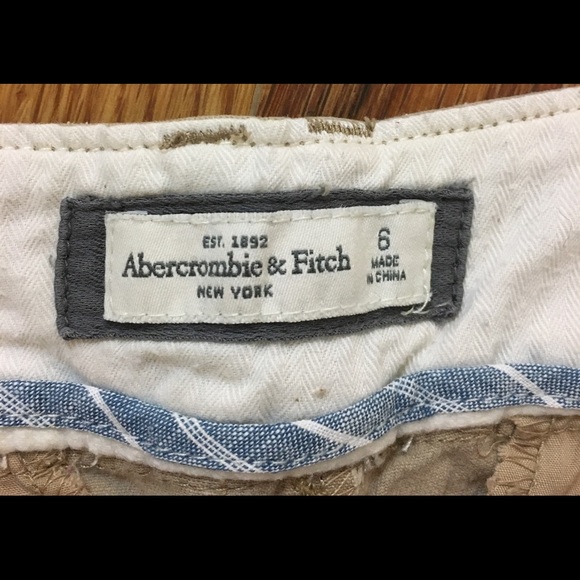 EST. 1892
Abercrombie & Fitch
NEW YORK
6
MADE
IN CHINA